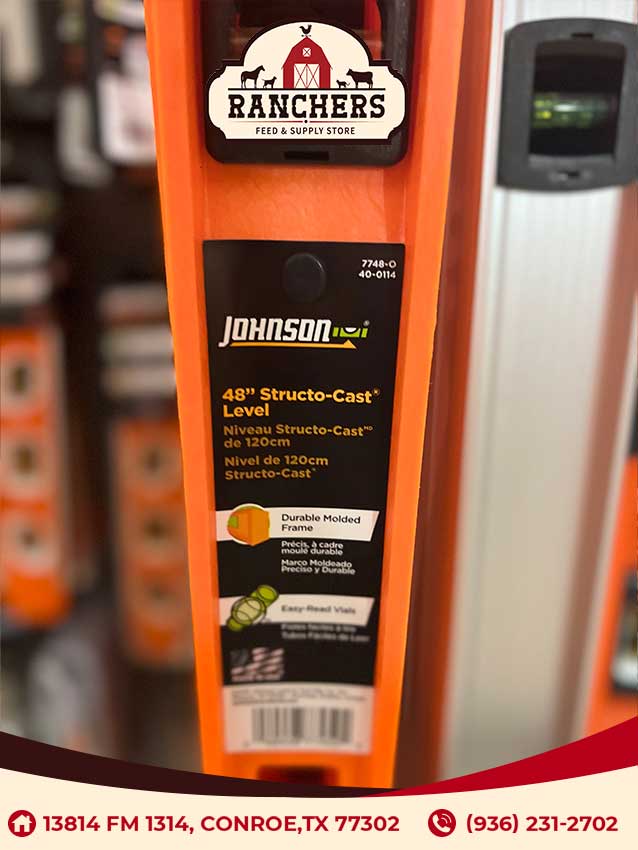 RANCHERS
FEED & SUPPLY STORE
7748-O
40-0114
JOHNSON®
48” Structo-Cast®
Level
Niveau Structo-Cast MD
de 120cm
Nivel de 120cm
Structo-Cast
Durable Molded
Frame
Précis, à cadre
moulé durable
Marco Moldeado
Preciso y Durable
Easy-Read Vials
13814 FM 1314, CONROE,TX 77302
(936) 231-2702